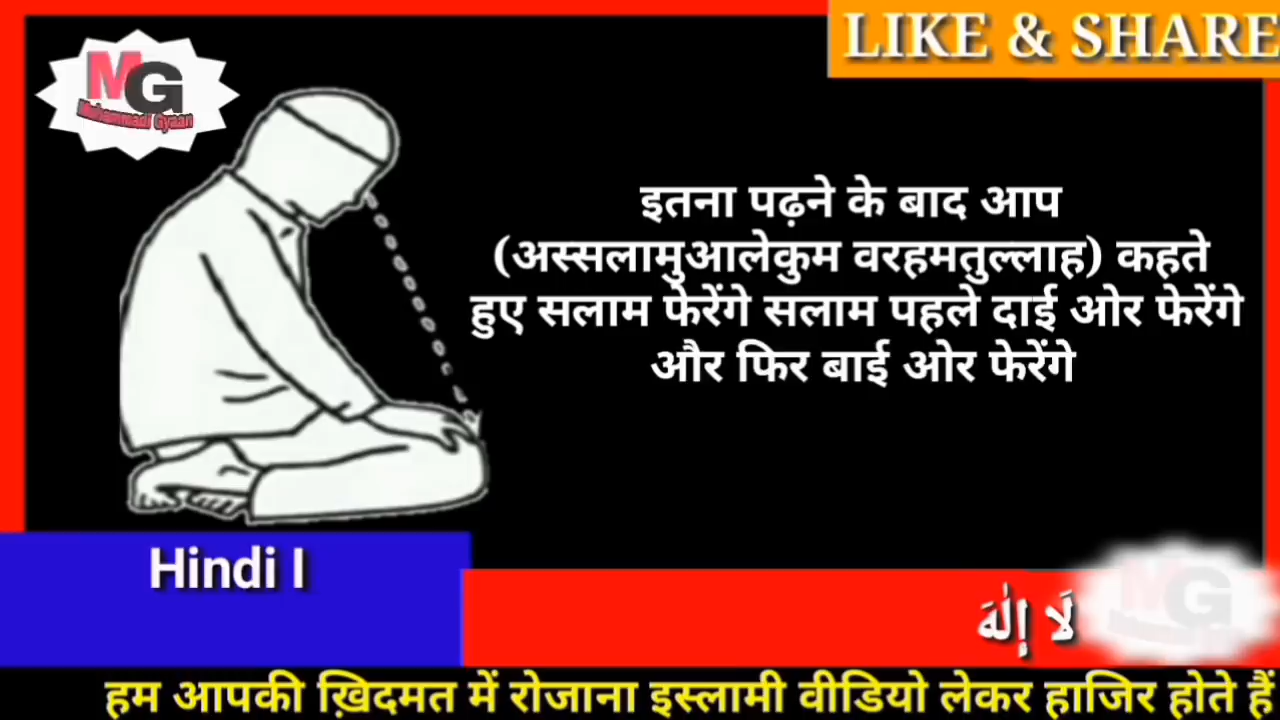 LIKE & SHARE
MG
Muhammadi Gyaan
इतना पढ़ने के बाद आप
(अस्सलामुआलेकुम वरहमतुल्लाह) कहते
हुए सलाम फेरेंगे सलाम पहले दाई ओर फेरेंगे
और फिर बाई ओर फेरेंगे
Hindi I
لَا إِلٰهَ
MG
हम आपकी ख़िदमत में रोजाना इस्लामी वीडियो लेकर हाजिर होते हैं